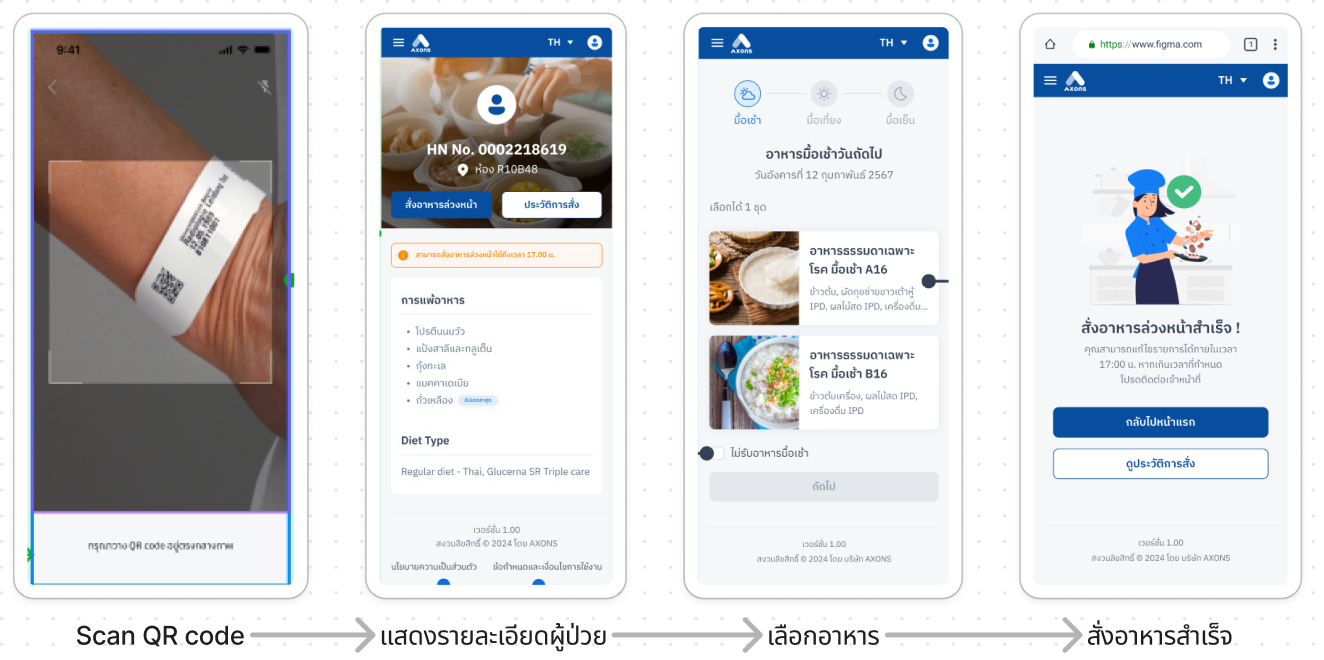 9:41
กรุณาวาง QR code อยู่ตรงกลางภาพ
AXONS
TH
HN No. 0002218619
ห้อง R10B48
สั่งอาหารล่วงหน้า
ประวัติการสั่ง
สามารถสั่งอาหารล่วงหน้าได้ถึงเวลา 17.00 น.
การแพ้อาหาร
• โปรตีนนมวัว
• แป้งสาลีและกลูเต็น
• กุ้งทะเล
• แมคคาเดเมีย
• ถั่วเหลือง อัปเดตล่าสุด
Diet Type
Regular diet - Thai, Glucerna SR Triple care
เวอร์ชั่น 1.00
สงวนลิขสิทธิ์ © 2024 โดย AXONS
นโยบายความเป็นส่วนตัว ข้อกำหนดและเงื่อนไขการใช้งาน
AXONS
TH
มื้อเช้า มื้อเที่ยง มื้อเย็น
อาหารมื้อเช้าวันถัดไป
วันอังคารที่ 12 กุมภาพันธ์ 2567
เลือกได้ 1 ชุด
อาหารธรรมดาเฉพาะ
โรค มื้อเช้า A16
ข้าวต้ม, ผัดกุยช่ายขาวเต้าหู้
IPD, ผลไม้สด IPD, เครื่องดื่ม...
อาหารธรรมดาเฉพาะ
โรค มื้อเช้า B16
ข้าวต้มเครื่อง, ผลไม้สด IPD,
เครื่องดื่ม IPD
ไม่รับอาหารมื้อเช้า
ถัดไป
เวอร์ชั่น 1.00
สงวนลิขสิทธิ์ © 2024 โดย บริษัท AXONS
https://www.figma.com
1
AXONS
TH
สั่งอาหารล่วงหน้าสำเร็จ !
คุณสามารถแก้ไขรายการได้ภายในเวลา
17:00 น. หากเกินเวลาที่กำหนด
โปรดติดต่อเจ้าหน้าที่
กลับไปหน้าแรก
ดูประวัติการสั่ง
เวอร์ชั่น 1.00
สงวนลิขสิทธิ์ © 2024 โดย บริษัท AXONS
Scan QR code
แสดงรายละเอียดผู้ป่วย
เลือกอาหาร
สั่งอาหารสำเร็จ